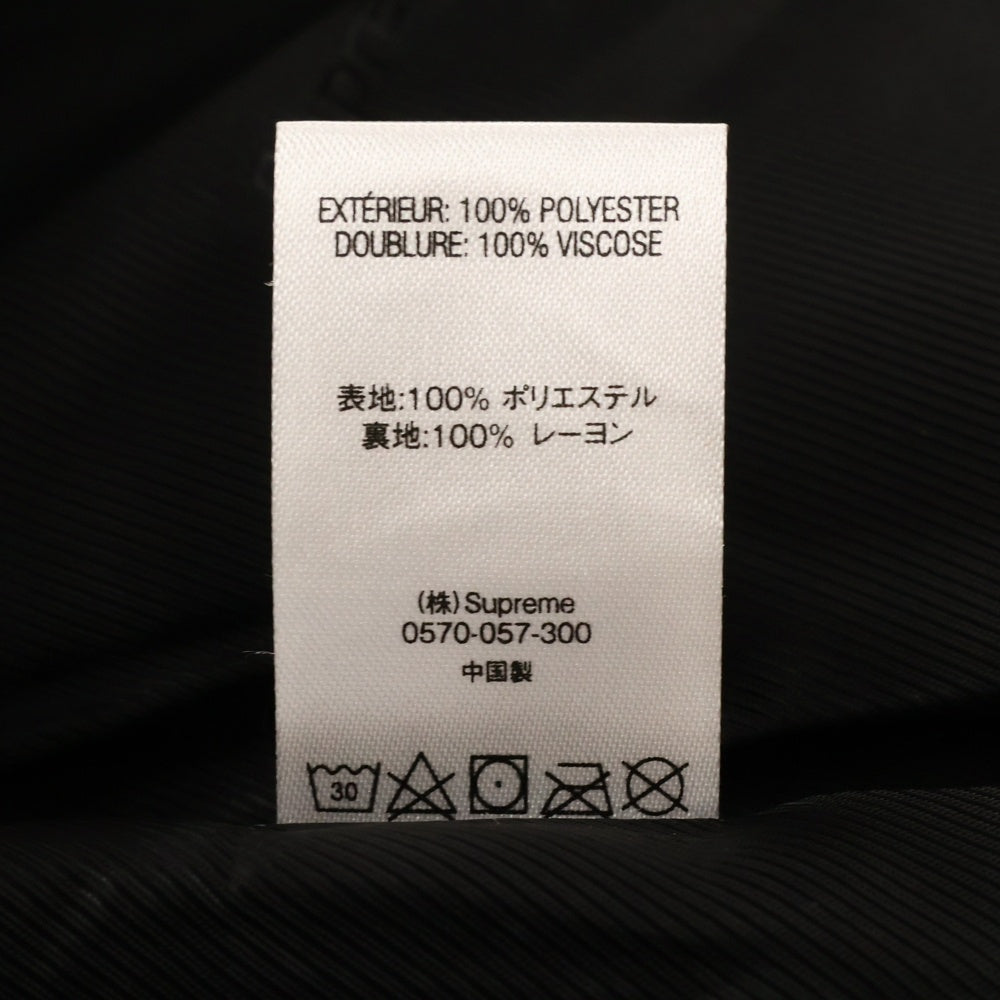 EXTÉRIEUR: 100% POLYESTER
DOUBLURE: 100% VISCOSE
表地:100% ポリエステル
裏地:100% レーヨン
(株)Supreme
0570-057-300
中国製
30